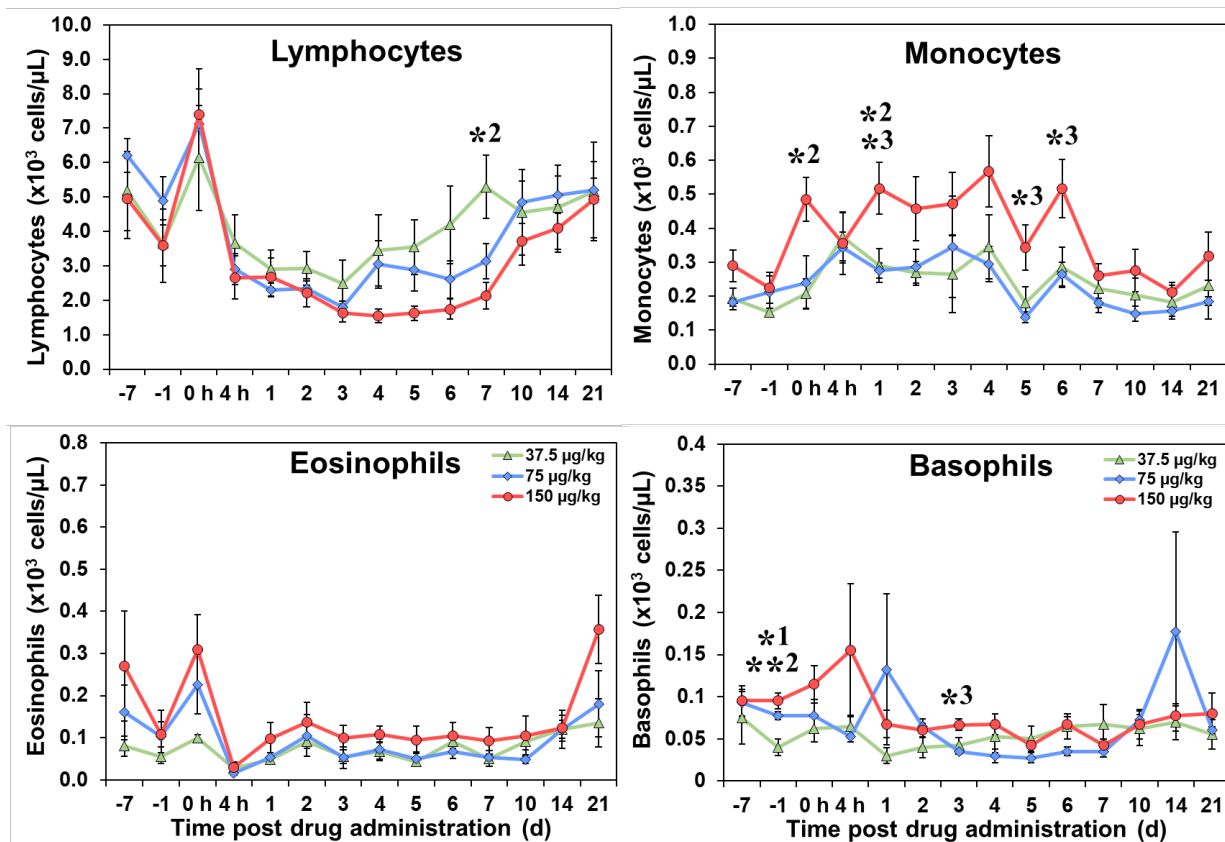 Lymphocytes
Lymphocytes (x10³ cells/µL)
10.0
9.0
8.0
7.0
6.0
5.0
4.0
3.0
2.0
1.0
0.0
*2
-7 -1 0 h 4 h 1 2 3 4 5 6 7 10 14 21
Monocytes
Monocytes (x10³ cells/µL)
1.0
0.9
0.8
0.7
0.6
0.5
0.4
0.3
0.2
0.1
0.0
*2
*2
*3
*3
*3
-7 -1 0 h 4 h 1 2 3 4 5 6 7 10 14 21
Eosinophils
Eosinophils (x10³ cells/µL)
0.8
0.7
0.6
0.5
0.4
0.3
0.2
0.1
0.0
37.5 µg/kg
75 µg/kg
150 µg/kg
-7 -1 0 h 4 h 1 2 3 4 5 6 7 10 14 21
Time post drug administration (d)
Basophils
Basophils (x10³ cells/µL)
0.4
0.35
0.3
0.25
0.2
0.15
0.1
0.05
0
37.5 µg/kg
75 µg/kg
150 µg/kg
*1
**2
*3
-7 -1 0 h 4 h 1 2 3 4 5 6 7 10 14 21
Time post drug administration (d)